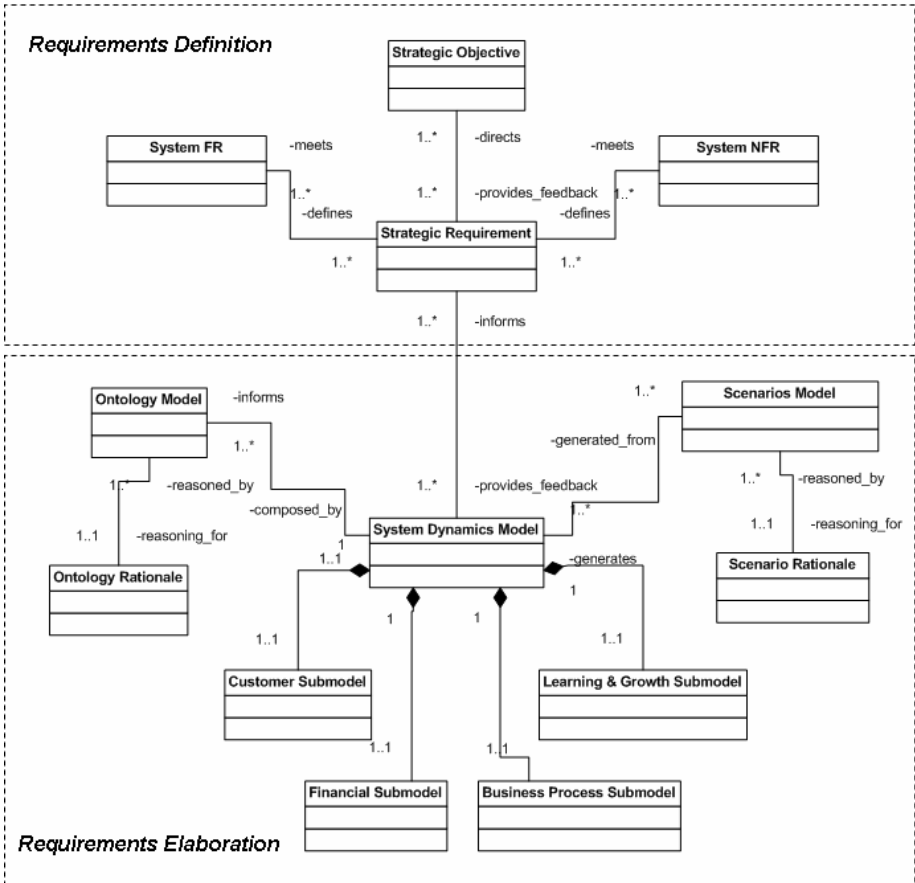 Requirements Definition
Strategic Objective
System FR
-meets
1..*
-directs
-meets
System NFR
1..*
-defines
1..*
-provides_feedback
-defines
1..*
Strategic Requirement
1..*
1..*
1..*
-informs
Ontology Model
-informs
1..*
1..*
Scenarios Model
-generated_from
1..*
-reasoned_by
-composed_by
1..*
-provides_feedback
1..*
1..*
-reasoned_by
1..1
-reasoning_for
1
System Dynamics Model
1..1
-reasoning_for
Ontology Rationale
1..1
-generates
Scenario Rationale
1
1
1
1..1
1..1
Customer Submodel
Learning & Growth Submodel
1..1
1..1
Financial Submodel
Business Process Submodel
Requirements Elaboration